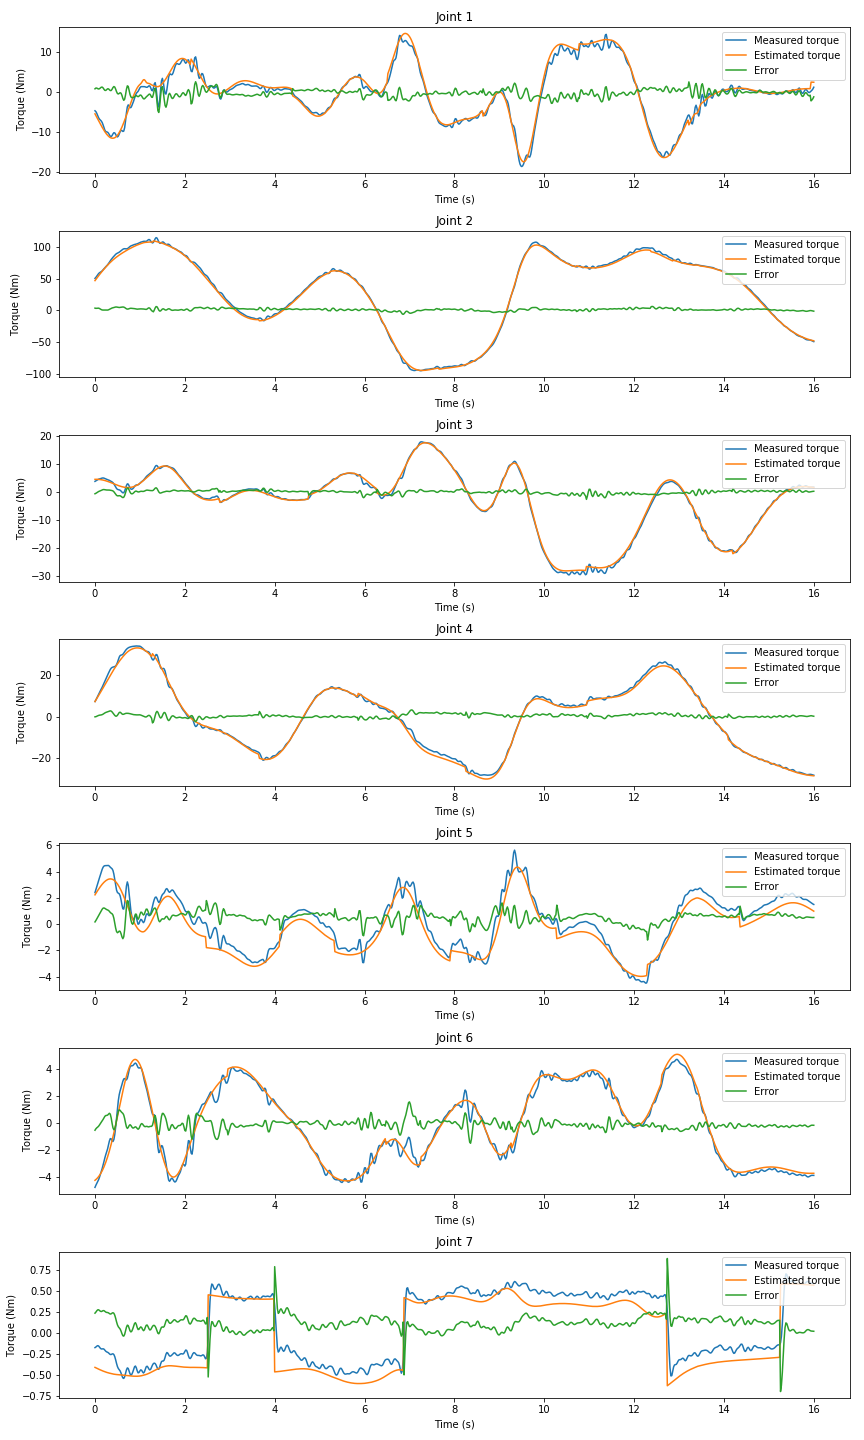 Joint 1
Torque (Nm)
10
0
−10
−20
Measured torque
Estimated torque
Error
0 2 4 6 8 10 12 14 16
Time (s)
Joint 2
Torque (Nm)
100
50
0
−50
−100
Measured torque
Estimated torque
Error
0 2 4 6 8 10 12 14 16
Time (s)
Joint 3
Torque (Nm)
20
10
0
−10
−20
−30
Measured torque
Estimated torque
Error
0 2 4 6 8 10 12 14 16
Time (s)
Joint 4
Torque (Nm)
20
0
−20
Measured torque
Estimated torque
Error
0 2 4 6 8 10 12 14 16
Time (s)
Joint 5
Torque (Nm)
6
4
2
0
−2
−4
Measured torque
Estimated torque
Error
0 2 4 6 8 10 12 14 16
Time (s)
Joint 6
Torque (Nm)
4
2
0
−2
−4
Measured torque
Estimated torque
Error
0 2 4 6 8 10 12 14 16
Time (s)
Joint 7
Torque (Nm)
0.75
0.50
0.25
0.00
−0.25
−0.50
−0.75
Measured torque
Estimated torque
Error
0 2 4 6 8 10 12 14 16
Time (s)